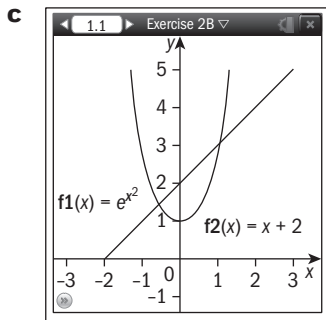 c
1.1 Exercise 2B
y
5
4
3
2
f1(x) = e^x^2
1
f2(x) = x + 2
-3 -2 -1 0 1 2 3 x
-1